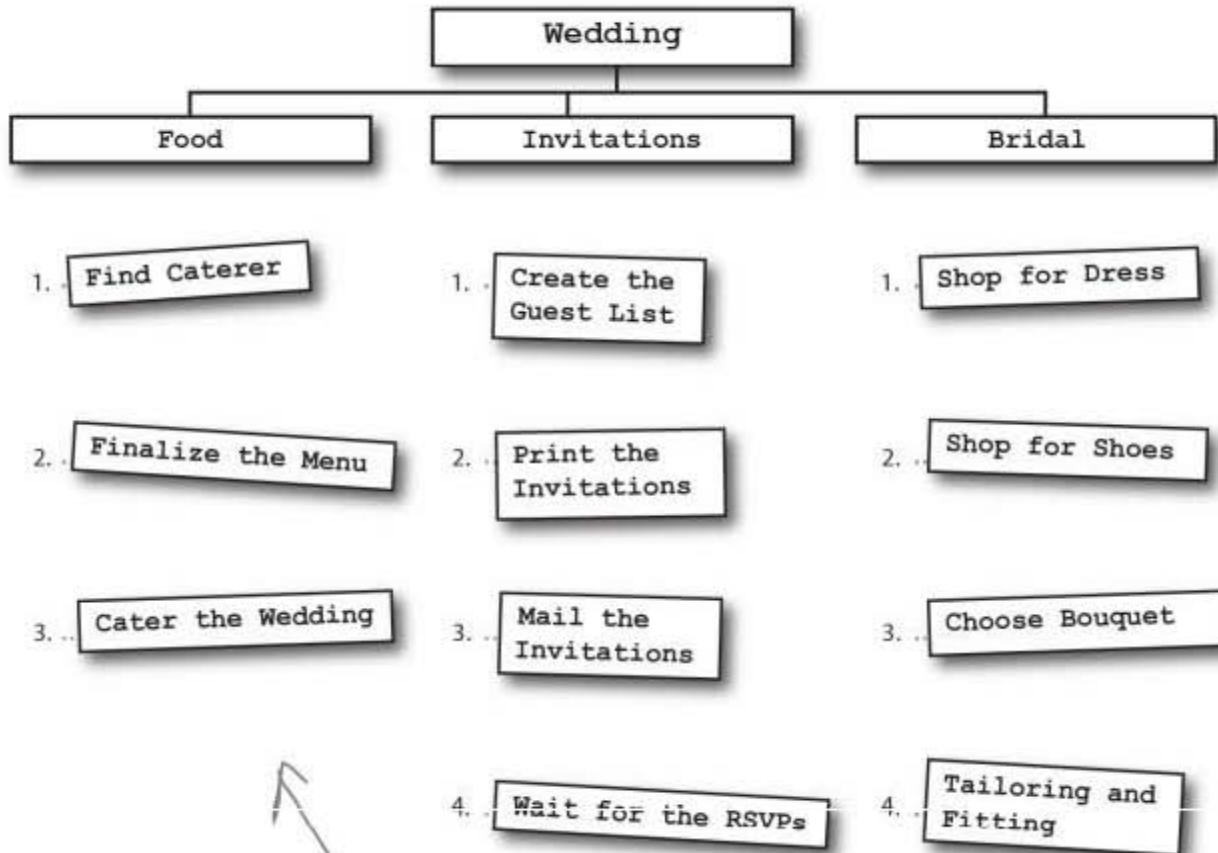 Wedding
Food
Invitations
Bridal
1. Find Caterer
2. Finalize the Menu
3. Cater the Wedding
1. Create the
Guest List
2. Print the
Invitations
3. Mail the
Invitations
4. Wait for the RSVPs
1. Shop for Dress
2. Shop for Shoes
3. Choose Bouquet
4. Tailoring and
Fitting